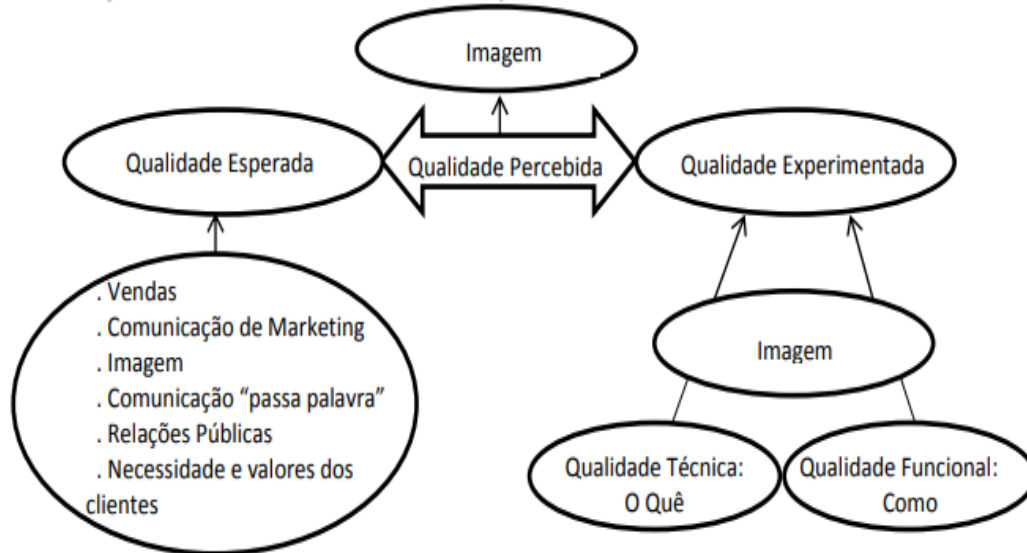 Imagem
Qualidade Esperada
Qualidade Percebida
Qualidade Experimentada
. Vendas
. Comunicação de Marketing
. Imagem
. Comunicação “passa palavra”
. Relações Públicas
. Necessidade e valores dos
clientes
Imagem
Qualidade Técnica:
O Quê
Qualidade Funcional:
Como